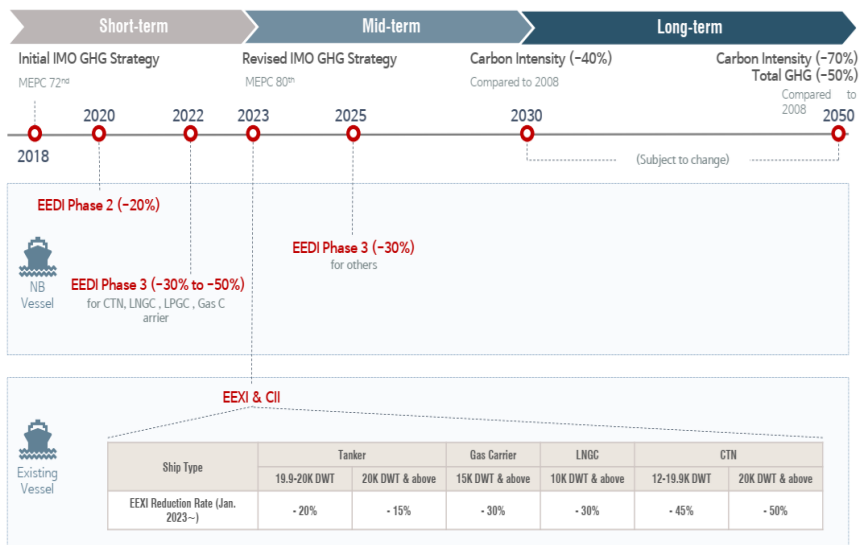 Short-term
Mid-term
Long-term
Initial IMO GHG Strategy
MEPC 72nd
Revised IMO GHG Strategy
MEPC 80th
Carbon Intensity (-40%)
Compared to 2008
Carbon Intensity (-70%)
Total GHG (-50%)
Compared to
2008
2018
2020
2022
2023
2025
2030
2050
(Subject to change)
EEDI Phase 2 (-20%)
EEDI Phase 3 (-30%)
for others
NB
Vessel
EEDI Phase 3 (-30% to -50%)
for CTN, LNGC , LPGC , Gas C
arrier
EEXI & CII
Existing
Vessel
Ship Type
Tanker
Gas Carrier
LNGC
CTN
19.9-20K DWT
20K DWT & above
15K DWT & above
10K DWT & above
12-19.9K DWT
20K DWT & above
EEXI Reduction Rate (Jan.
2023~)
- 20%
- 15%
- 30%
- 30%
- 45%
- 50%